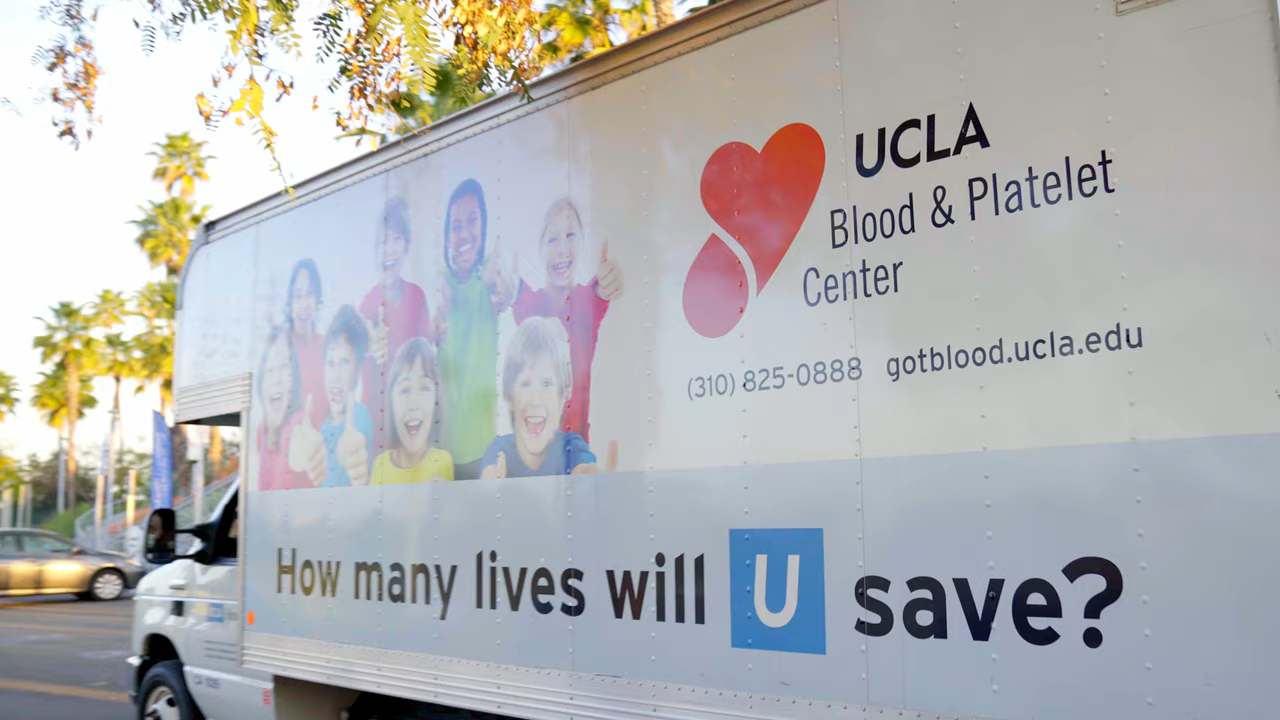 UCLA
Blood & Platelet
Center
(310) 825-0888 gotblood.ucla.edu
How many lives will U save?